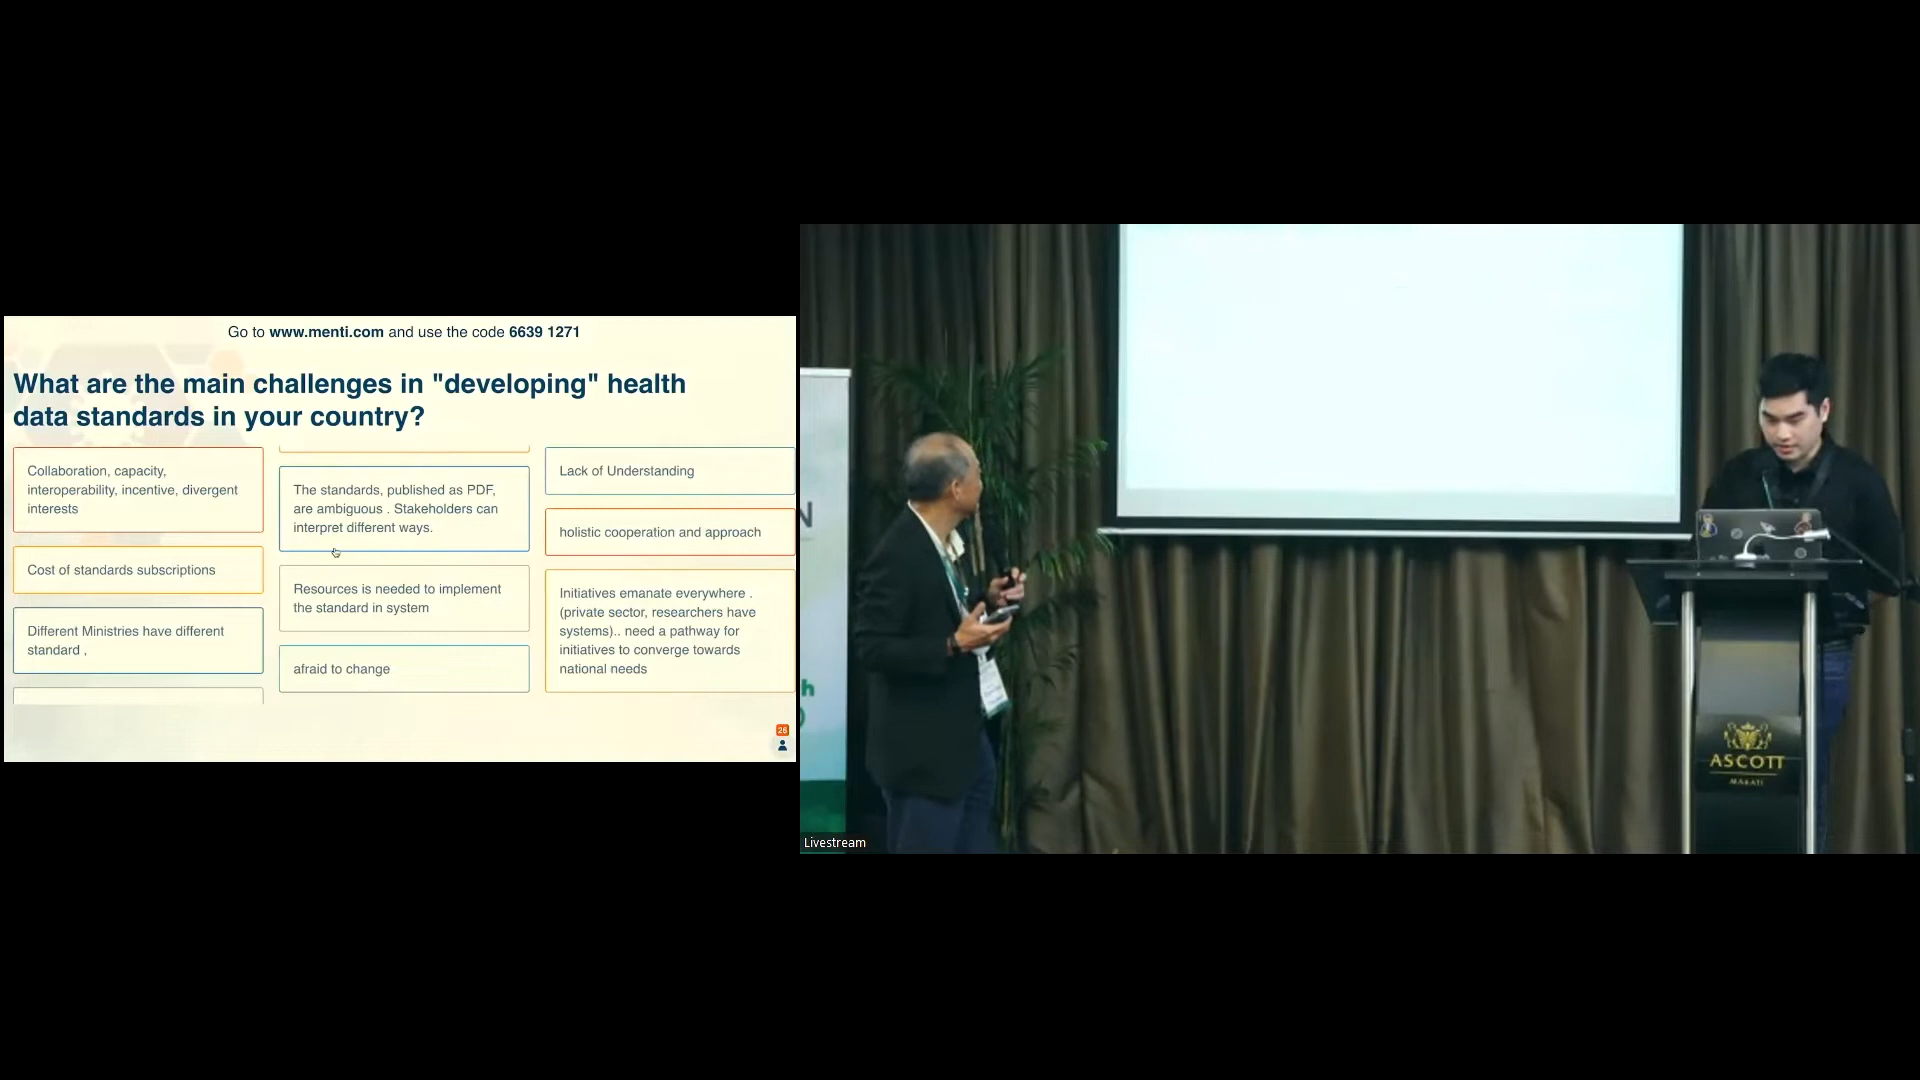 Go to www.menti.com and use the code 6639 1271
What are the main challenges in "developing" health
data standards in your country?
Collaboration, capacity,
interoperability, incentive, divergent
interests
Cost of standards subscriptions
Different Ministries have different
standard ,
The standards, published as PDF,
are ambiguous . Stakeholders can
interpret different ways.
Resources is needed to implement
the standard in system
afraid to change
Lack of Understanding
holistic cooperation and approach
Initiatives emanate everywhere .
(private sector, researchers have
systems).. need a pathway for
initiatives to converge towards
national needs
26
N
h
ASCOTT
MAKATI
Livestream